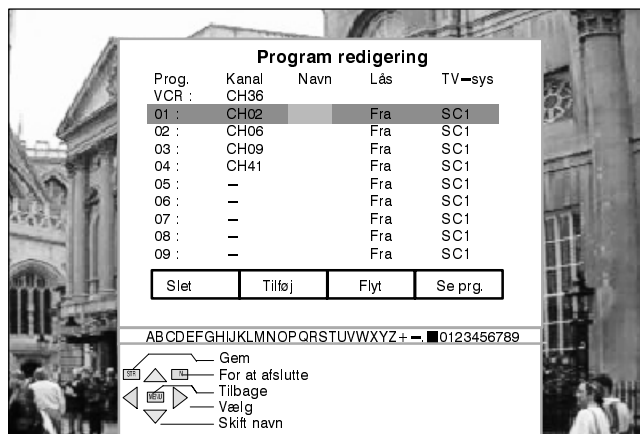 Program redigering
Prog. Kanal Navn Lås TV-sys
VCR : CH36
01 : CH02 Fra SC1
02 : CH06 Fra SC1
03 : CH09 Fra SC1
04 : CH41 Fra SC1
05 : – Fra SC1
06 : – Fra SC1
07 : – Fra SC1
08 : – Fra SC1
09 : – Fra SC1
Slet Tilføj Flyt Se prg.
ABCDEFGHIJKLMNOPQRSTUVWXYZ+–.■0123456789
Gem
STR N For at afslutte
MENU Tilbage
Vælg
Skift navn